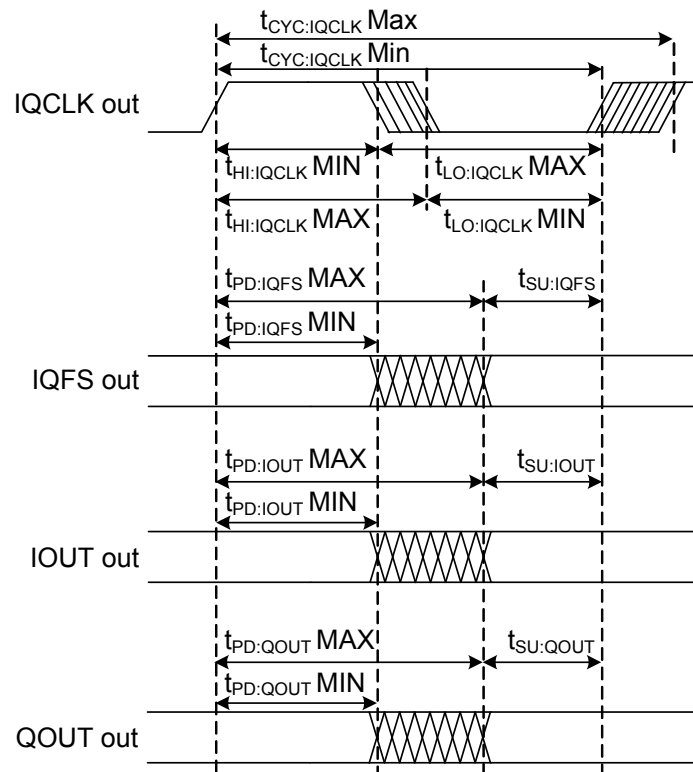 tCYC:IQCLK Max
tCYC:IQCLK Min
IQCLK out
tHI:IQCLK MIN tLO:IQCLK MAX
tHI:IQCLK MAX tLO:IQCLK MIN
tPD:IQFS MAX tSU:IQFS
tPD:IQFS MIN
IQFS out
tPD:IOUT MAX tSU:IOUT
tPD:IOUT MIN
IOUT out
tPD:QOUT MAX tSU:QOUT
tPD:QOUT MIN
QOUT out